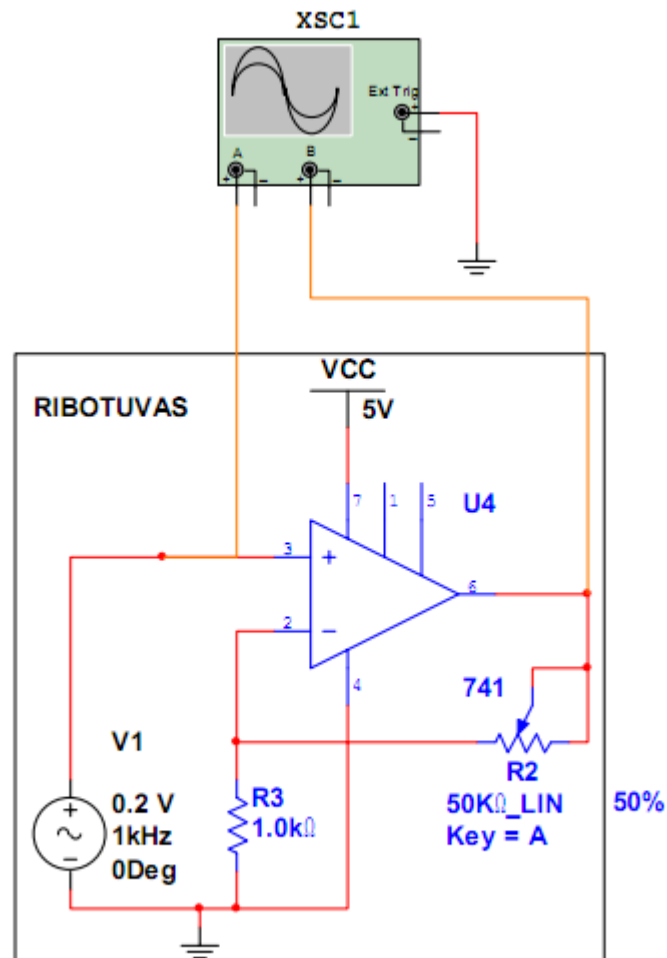 XSC1
Ext Trig
+
-
A
B
+ -
+ -
VCC
5V
RIBOTUVAS
U4
7
1
5
3
+
6
2
-
4
741
V1
R2
+
0.2 V
R3
50KΩ_LIN
50%
1kHz
1.0kΩ
Key = A
-
0Deg